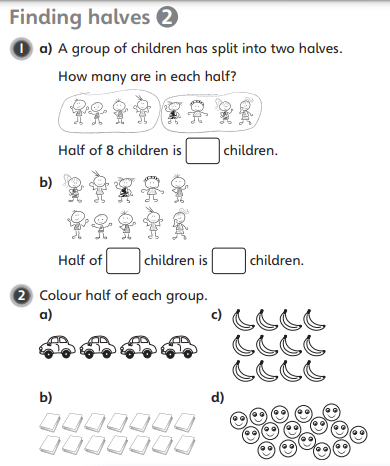 Finding halves 2
1 a) A group of children has split into two halves.
How many are in each half?
Half of 8 children is children.
b)
Half of children is children.
2 Colour half of each group.
a)
c)
b)
d)